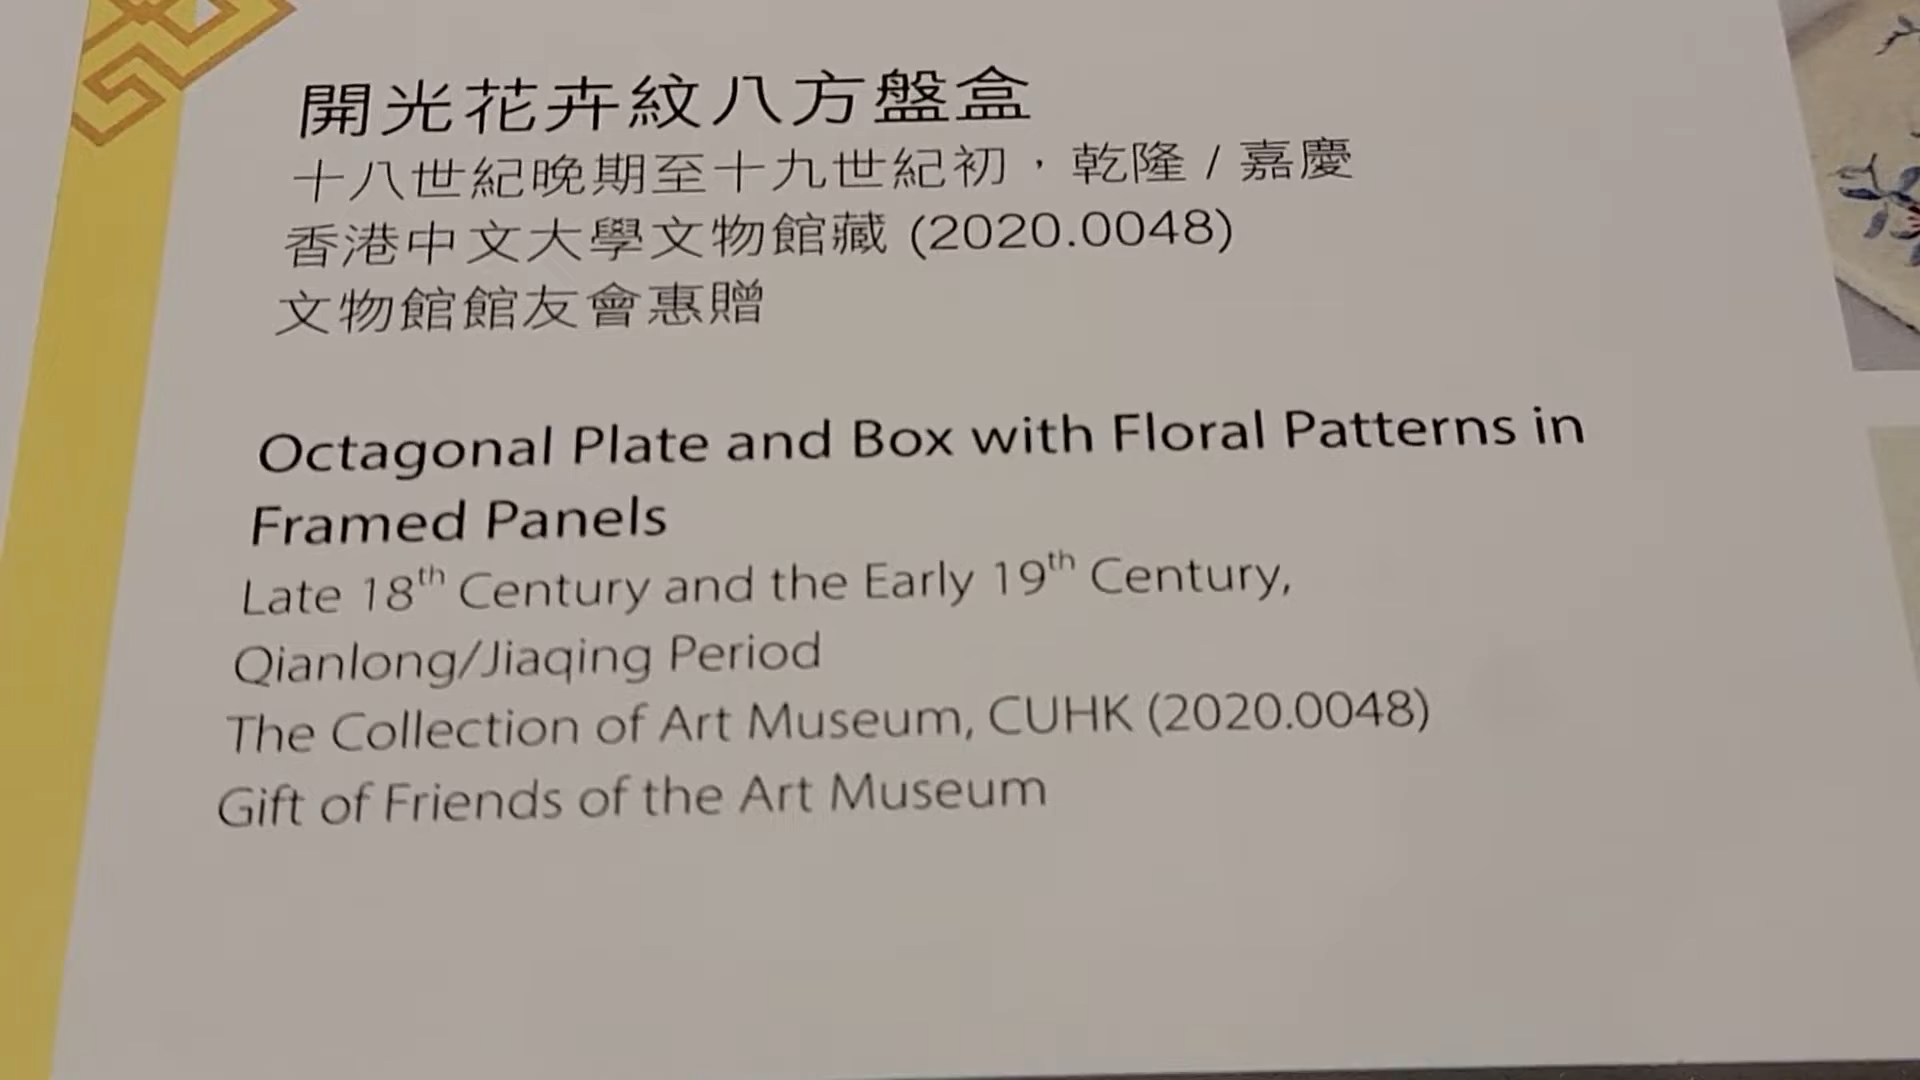 開光花卉紋八方盤盒
十八世紀晚期至十九世紀初，乾隆 / 嘉慶
香港中文大學文物館藏 (2020.0048)
文物館館友會惠贈
Octagonal Plate and Box with Floral Patterns in
Framed Panels
Late 18th Century and the Early 19th Century,
Qianlong/Jiaqing Period
The Collection of Art Museum, CUHK (2020.0048)
Gift of Friends of the Art Museum